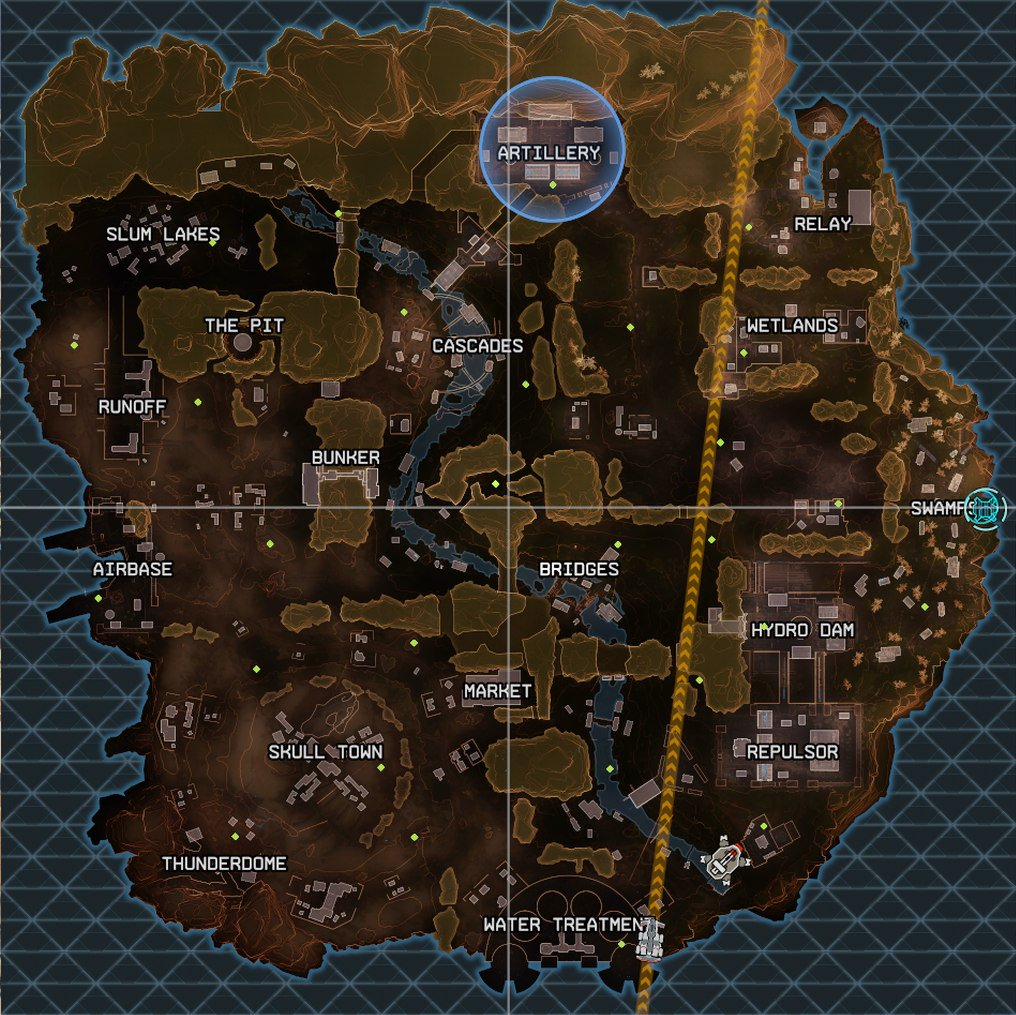 ARTILLERY
SLUM LAKES
RELAY
THE PIT
WETLANDS
CASCADES
RUNOFF
BUNKER
SWAMPS
AIRBASE
BRIDGES
HYDRO DAM
MARKET
SKULL TOWN
REPULSOR
THUNDERDOME
WATER TREATMENT